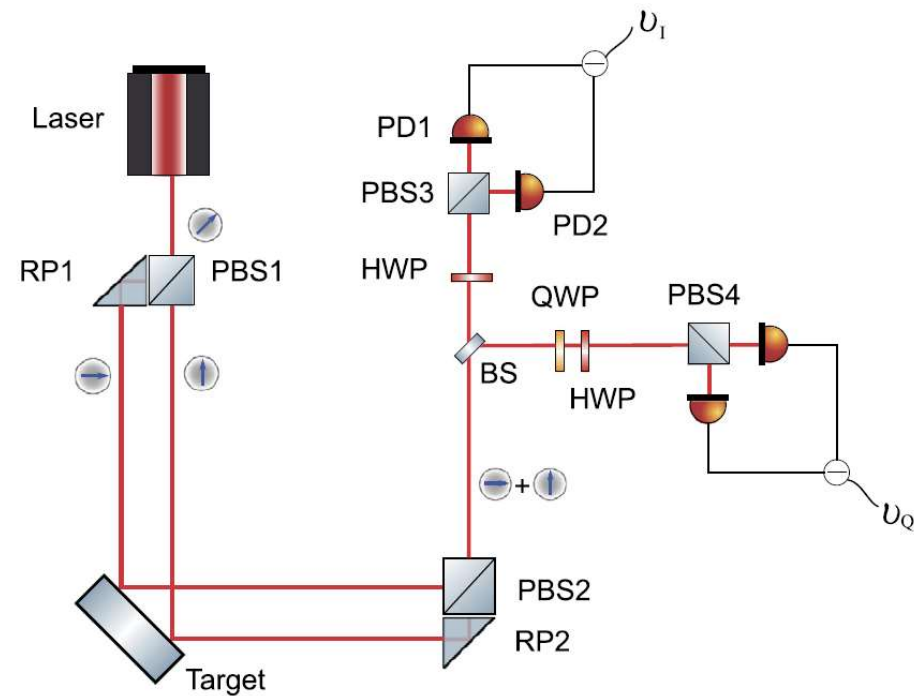 Laser
RP1
PBS1
PD1
PBS3
PD2
HWP
QWP
PBS4
BS
HWP
+
PBS2
RP2
Target
υI
υQ